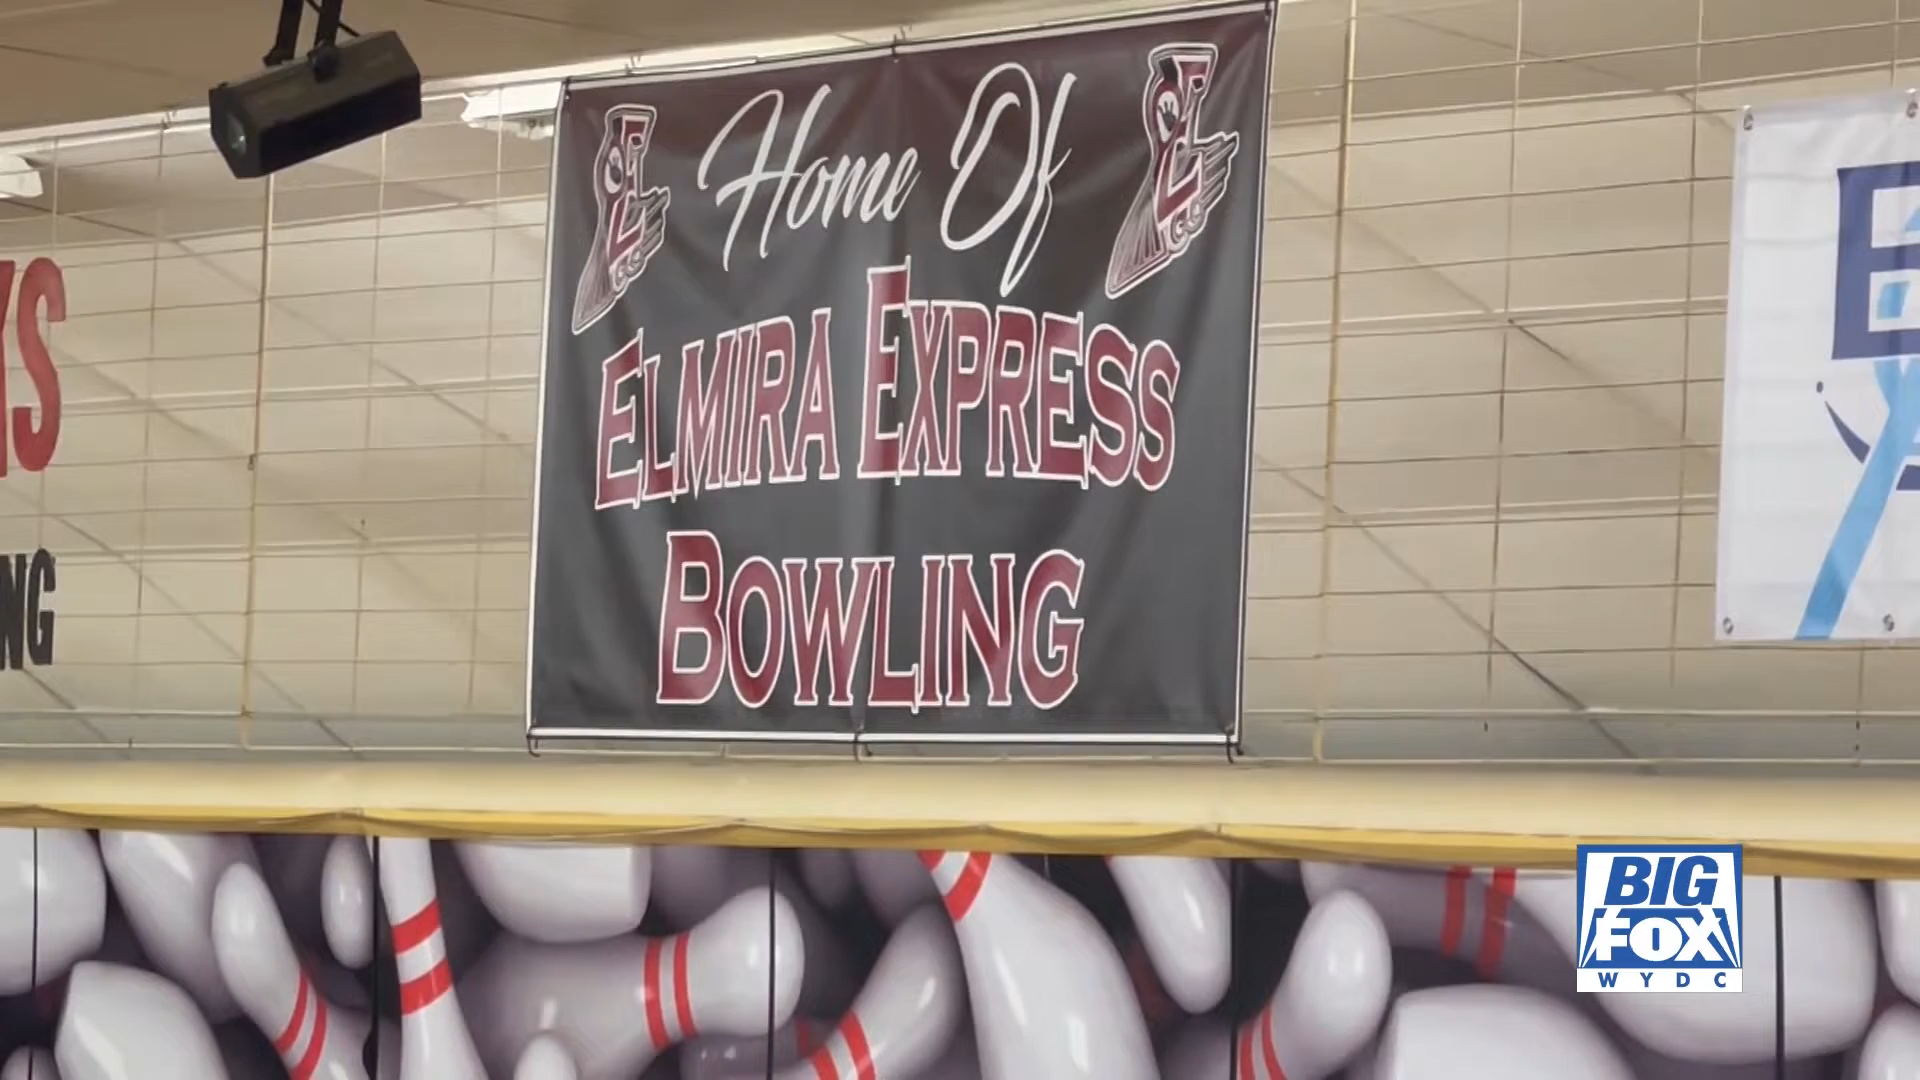 Home Of
ELMIRA EXPRESS
BOWLING
BIG
FOX
WYDC